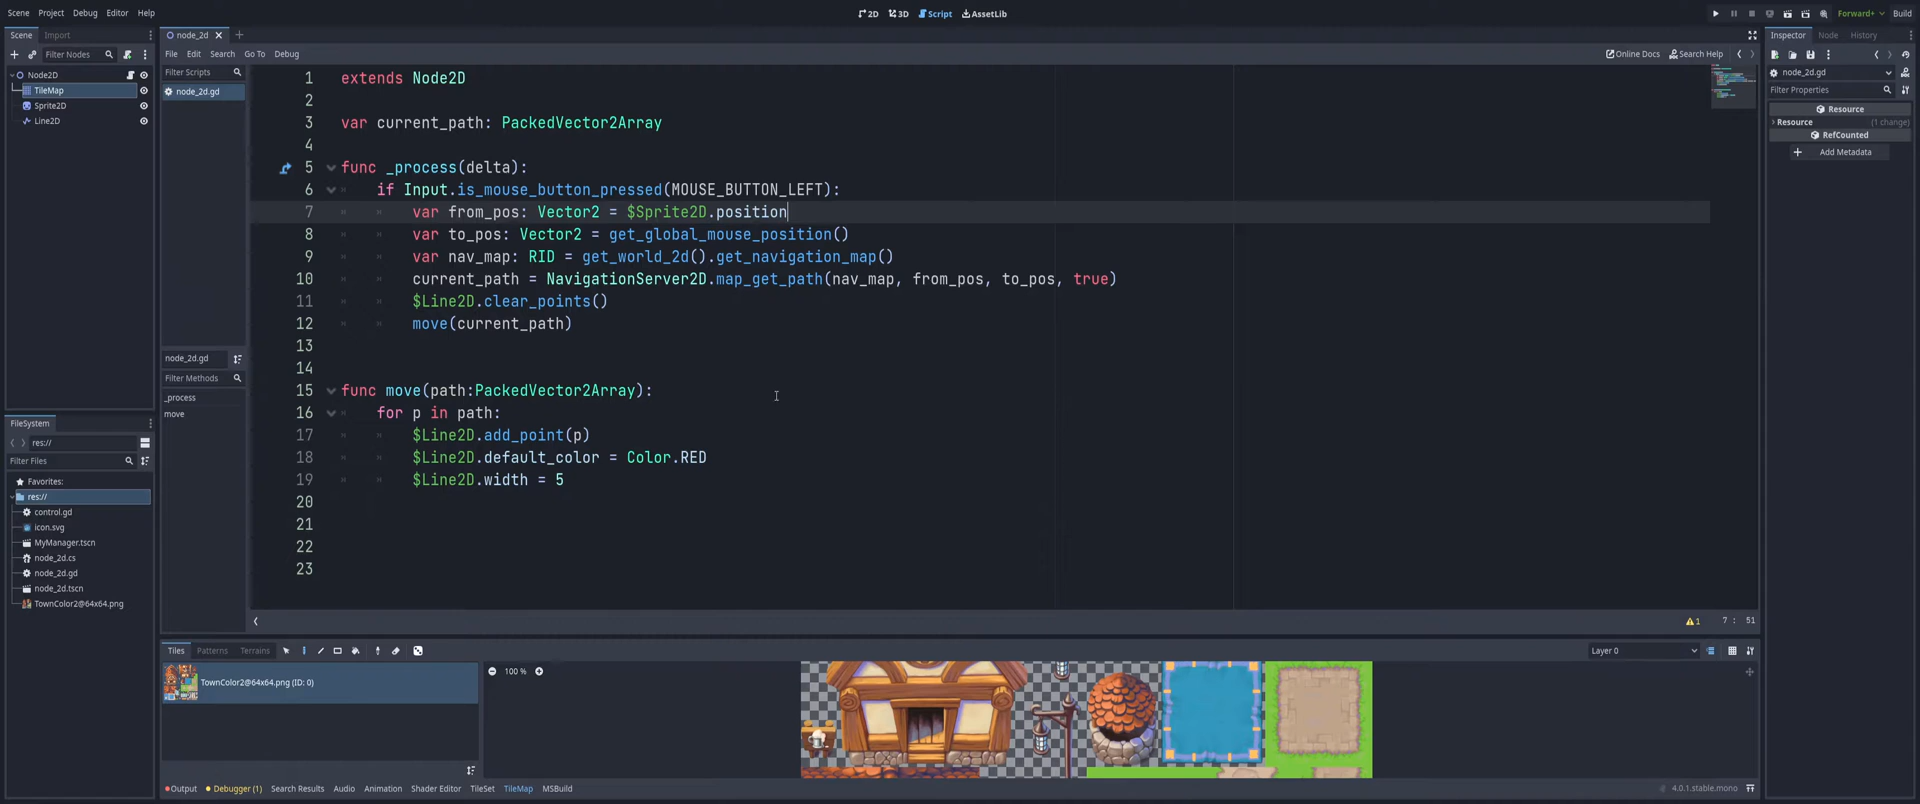 Scene Project Debug Editor Help
2D 3D Script AssetLib
Forward+ Build
Scene Import
Filter Nodes
Node2D
TileMap
Sprite2D
Line2D
node_2d
File Edit Search Go To Debug
Online Docs Search Help
Filter Scripts
node_2d.gd
node_2d.gd
Filter Methods
_process
move
1 extends Node2D
2
3 var current_path: PackedVector2Array
4
5 func _process(delta):
6 if Input.is_mouse_button_pressed(MOUSE_BUTTON_LEFT):
7 var from_pos: Vector2 = $Sprite2D.position
8 var to_pos: Vector2 = get_global_mouse_position()
9 var nav_map: RID = get_world_2d().get_navigation_map()
10 current_path = NavigationServer2D.map_get_path(nav_map, from_pos, to_pos, true)
11 $Line2D.clear_points()
12 move(current_path)
13
14
15 func move(path:PackedVector2Array):
16 for p in path:
17 $Line2D.add_point(p)
18 $Line2D.default_color = Color.RED
19 $Line2D.width = 5
20
21
22
23
1 7 : 51
FileSystem
res://
Filter Files
Favorites:
res://
control.gd
icon.svg
MyManager.tscn
node_2d.cs
node_2d.gd
node_2d.tscn
TownColor2@64x64.png
Tiles Patterns Terrains
Layer 0
TownColor2@64x64.png (ID: 0)
100 %
Output Debugger (1) Search Results Audio Animation Shader Editor TileSet TileMap MSBuild
4.0.1.stable.mono
Inspector Node History
node_2d.gd
Filter Properties
Resource
Resource (1 change)
RefCounted
Add Metadata